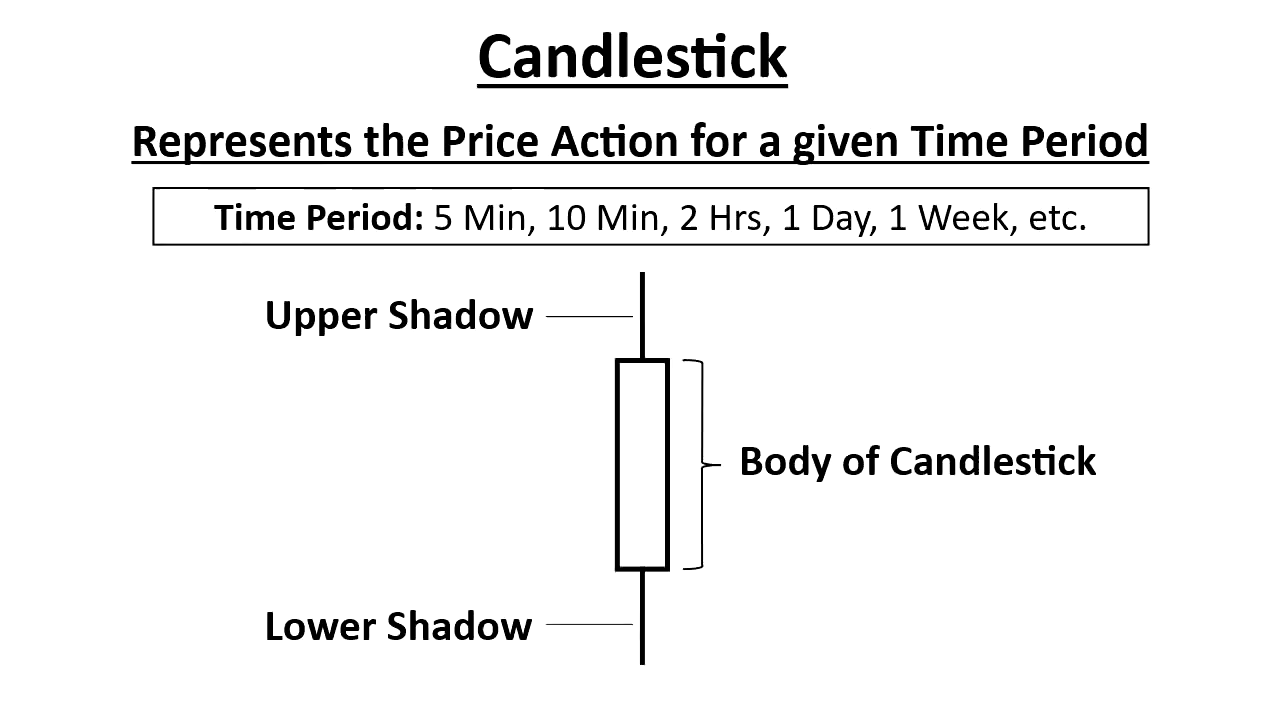 Candlestick
Represents the Price Action for a given Time Period
Time Period: 5 Min, 10 Min, 2 Hrs, 1 Day, 1 Week, etc.
Upper Shadow
Body of Candlestick
Lower Shadow